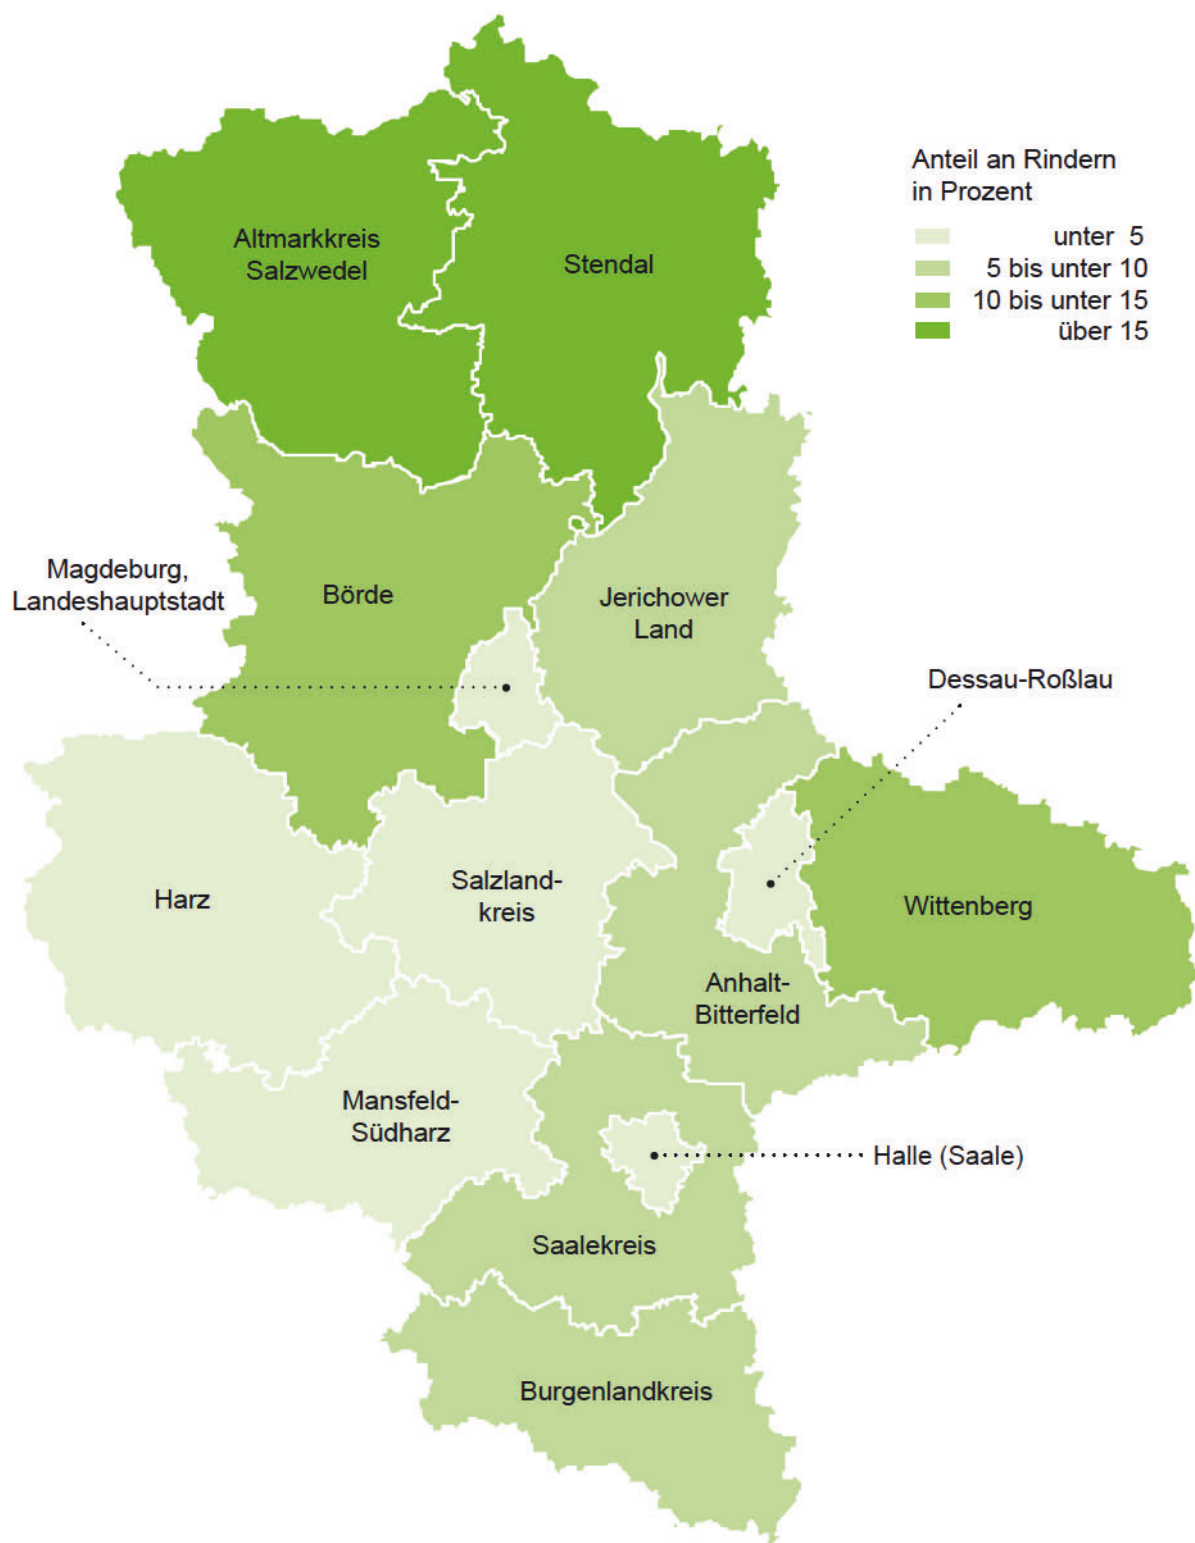 Anteil an Rindern
in Prozent
unter 5
5 bis unter 10
10 bis unter 15
über 15
Altmarkkreis
Salzwedel
Stendal
Magdeburg,
Landeshauptstadt
Börde
Jerichower
Land
Dessau-Roßlau
Harz
Salzland-
kreis
Wittenberg
Anhalt-
Bitterfeld
Mansfeld-
Südharz
Halle (Saale)
Saalekreis
Burgenlandkreis